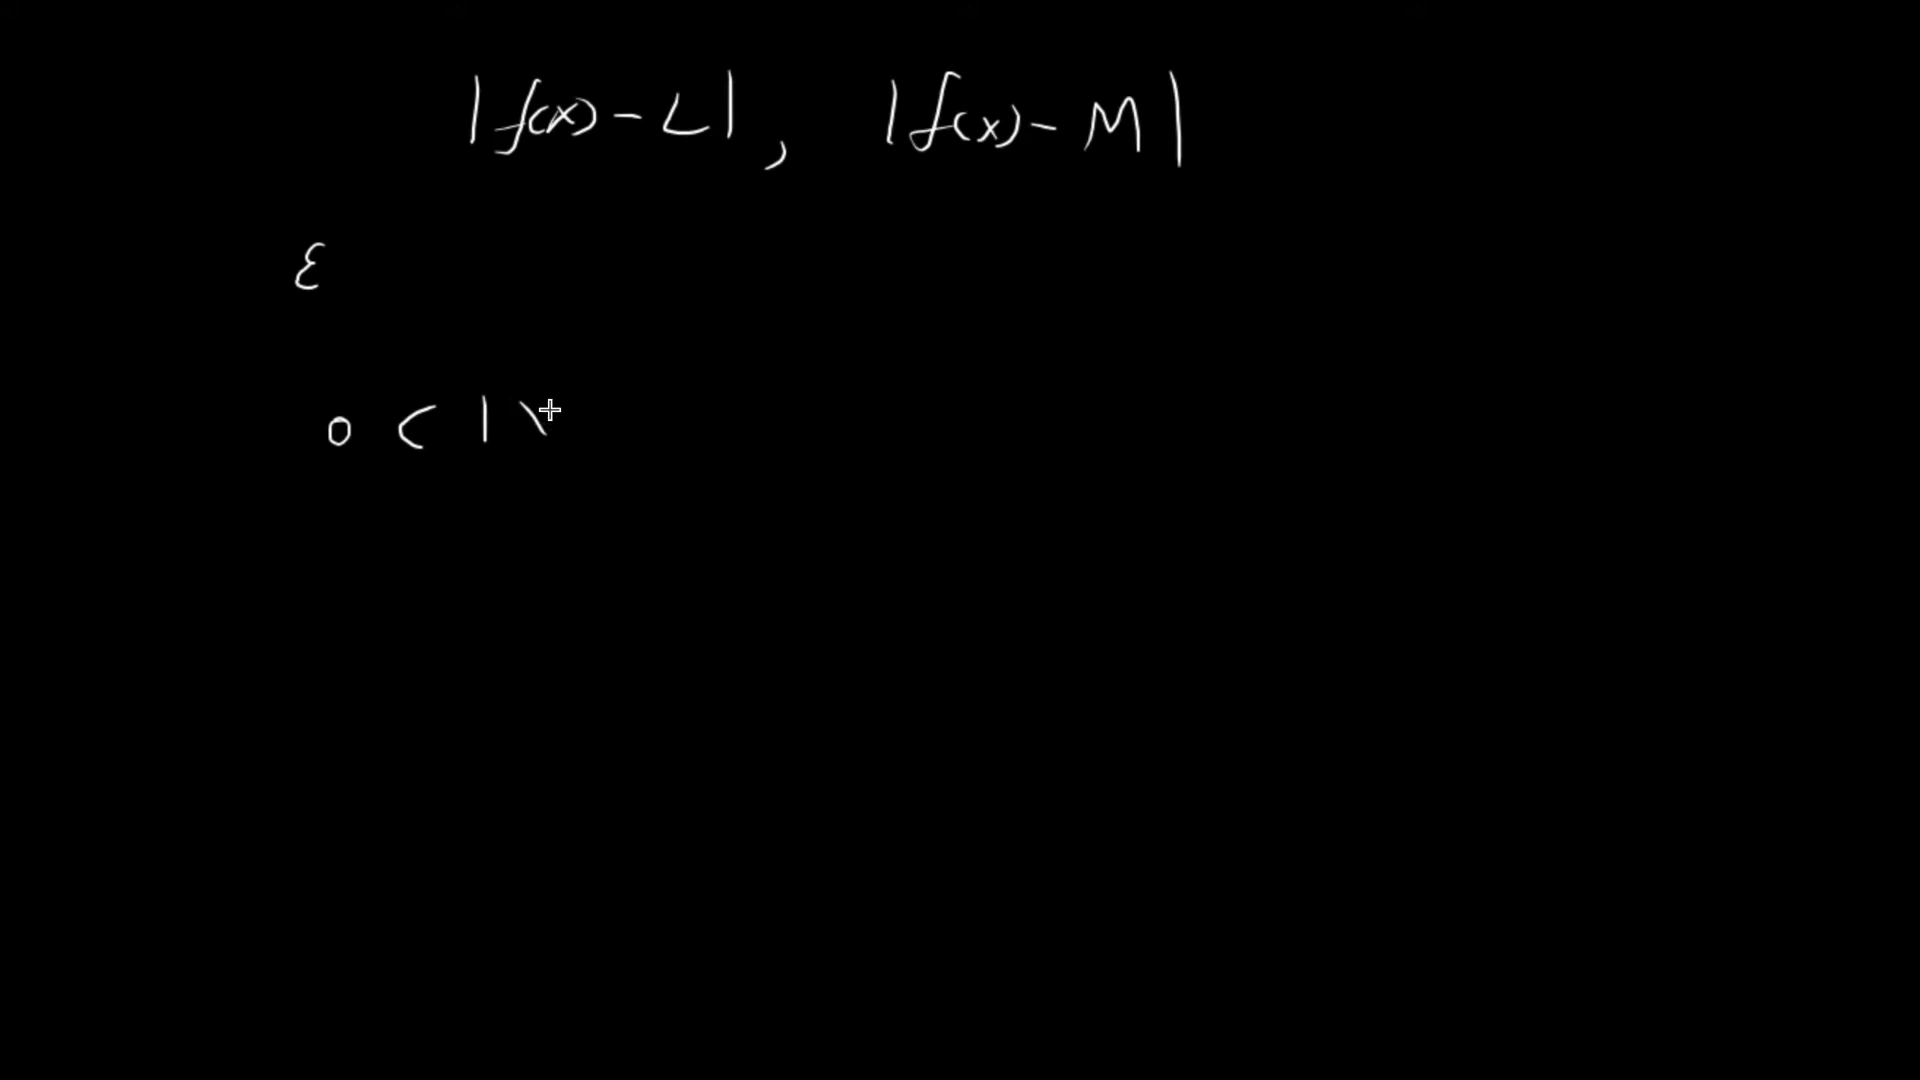 |f(x) - L|, |f(x) - M|
ε
0 < | \